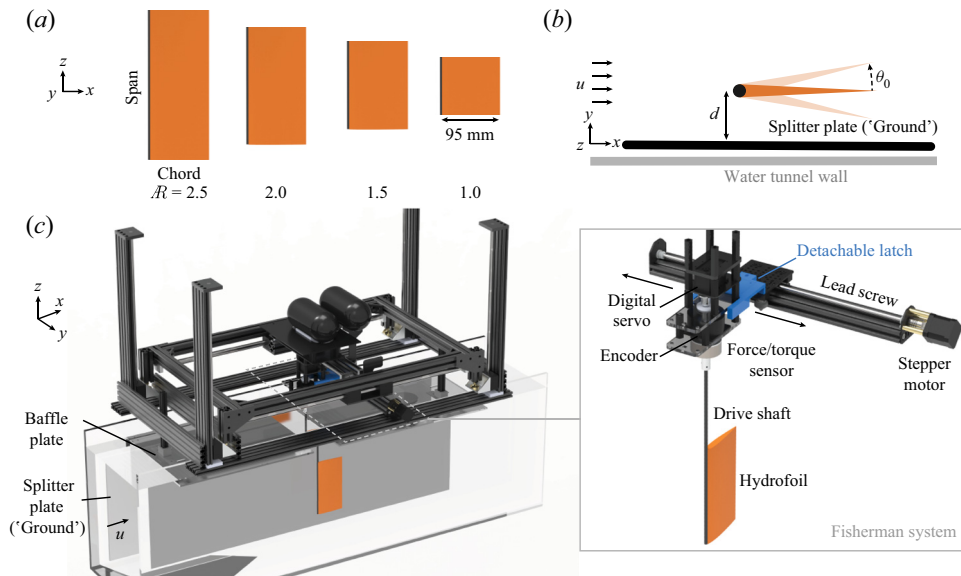 (a)
z
y
x
Span
95 mm
Chord
Æ = 2.5
2.0
1.5
1.0
(b)
u
θ0
d
y
z
x
Splitter plate (‘Ground’)
Water tunnel wall
(c)
z
x
y
Baffle
plate
Splitter
plate
(‘Ground’)
u
Detachable latch
Digital
servo
Lead screw
Encoder
Force/torque
sensor
Stepper
motor
Drive shaft
Hydrofoil
Fisherman system